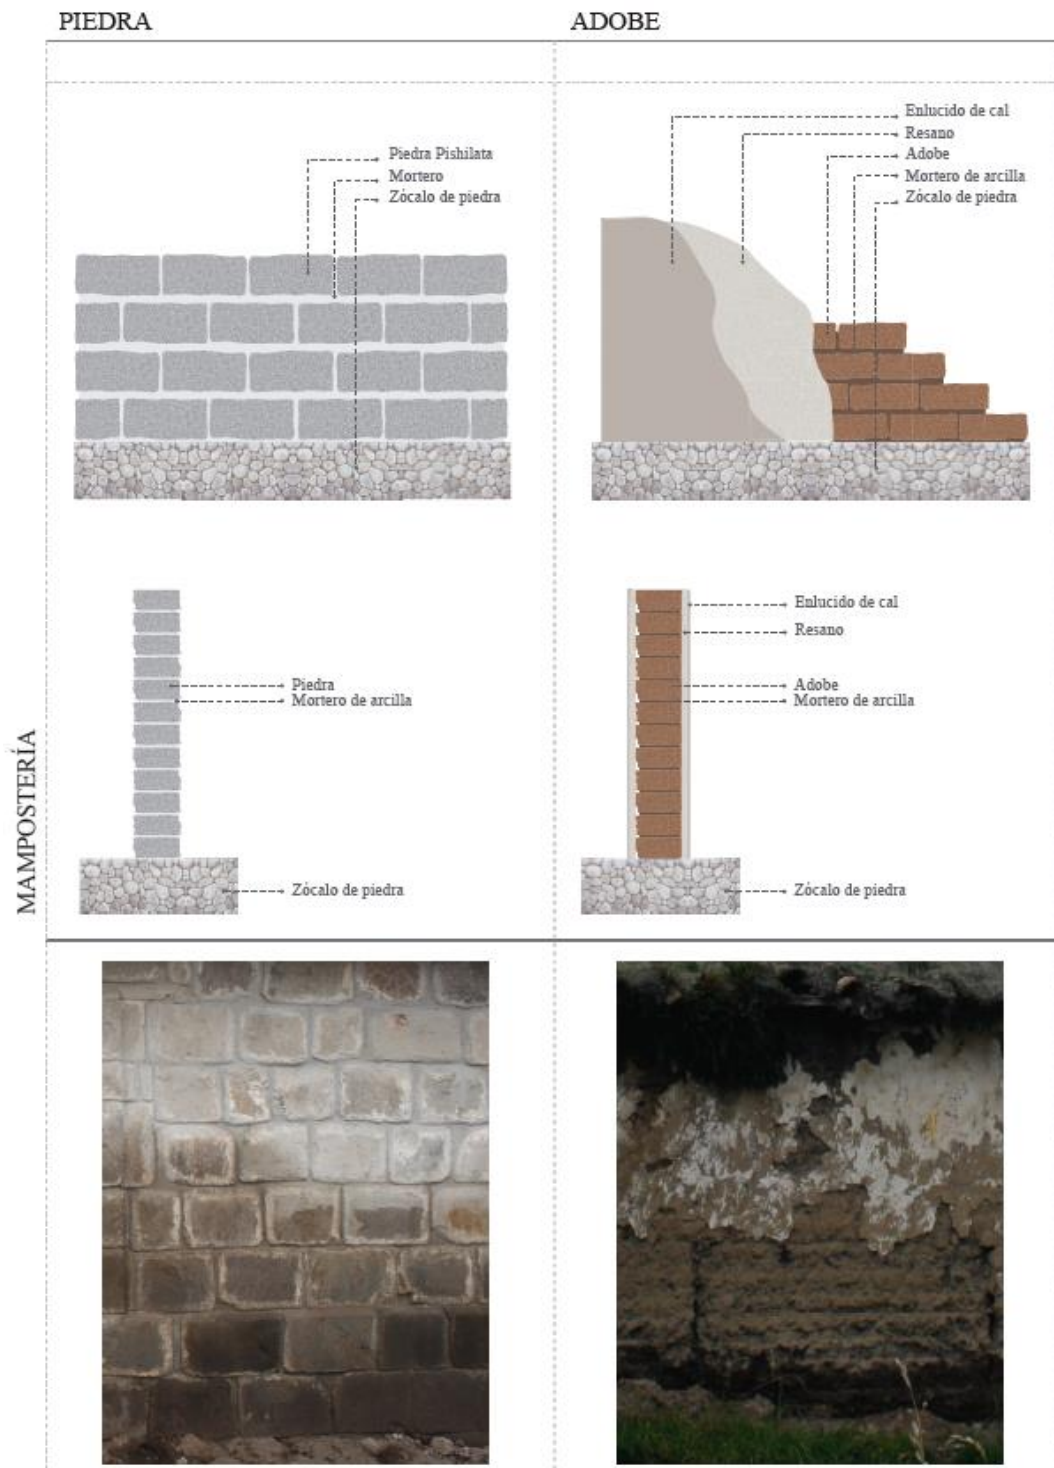 PIEDRA
ADOBE
Piedra Pishilata
Mortero
Zócalo de piedra
Enlucido de cal
Resano
Adobe
Mortero de arcilla
Zócalo de piedra
Piedra
Mortero de arcilla
Zócalo de piedra
Enlucido de cal
Resano
Adobe
Mortero de arcilla
Zócalo de piedra
MAMPOSTERÍA